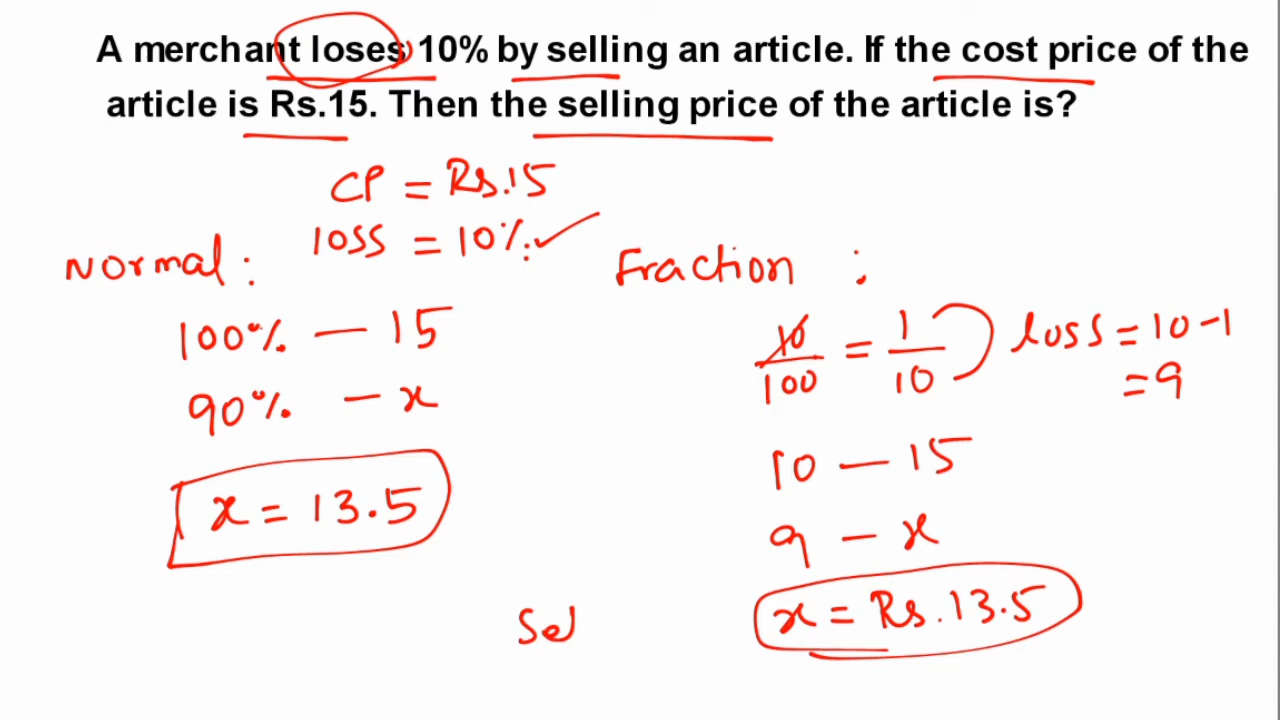 A merchant loses 10% by selling an article. If the cost price of the
article is Rs.15. Then the selling price of the article is?
CP = Rs.15
loss = 10%
Normal:
100% — 15
90% — x
x = 13.5
Fraction :
10/100 = 1/10
loss = 10-1
= 9
10 — 15
9 — x
x = Rs.13.5
Sel